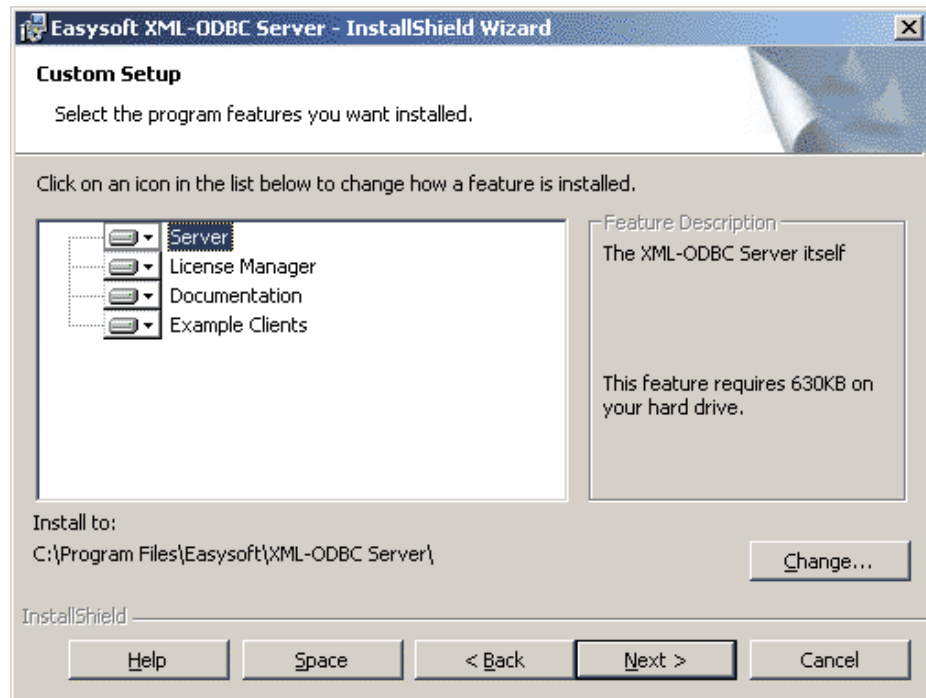 Easysoft XML-ODBC Server - InstallShield Wizard
Custom Setup
Select the program features you want installed.
Click on an icon in the list below to change how a feature is installed.
Server
License Manager
Documentation
Example Clients
Feature Description
The XML-ODBC Server itself
This feature requires 630KB on
your hard drive.
Install to:
C:\Program Files\Easysoft\XML-ODBC Server\
Change...
InstallShield
Help
Space
< Back
Next >
Cancel